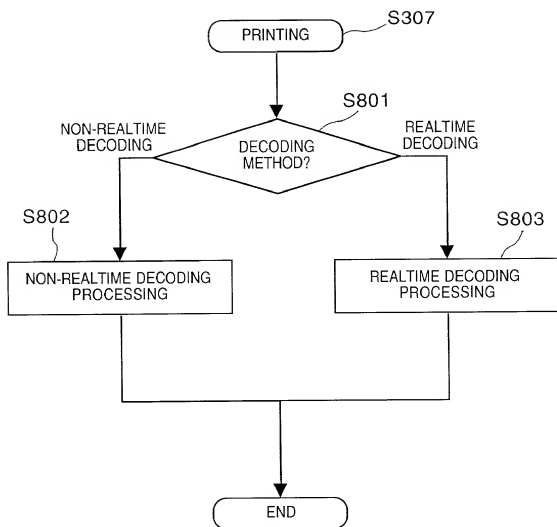 PRINTING
S307
S801
NON-REALTIME
DECODING
DECODING
METHOD?
REALTIME
DECODING
S802
S803
NON-REALTIME DECODING
PROCESSING
REALTIME DECODING
PROCESSING
END